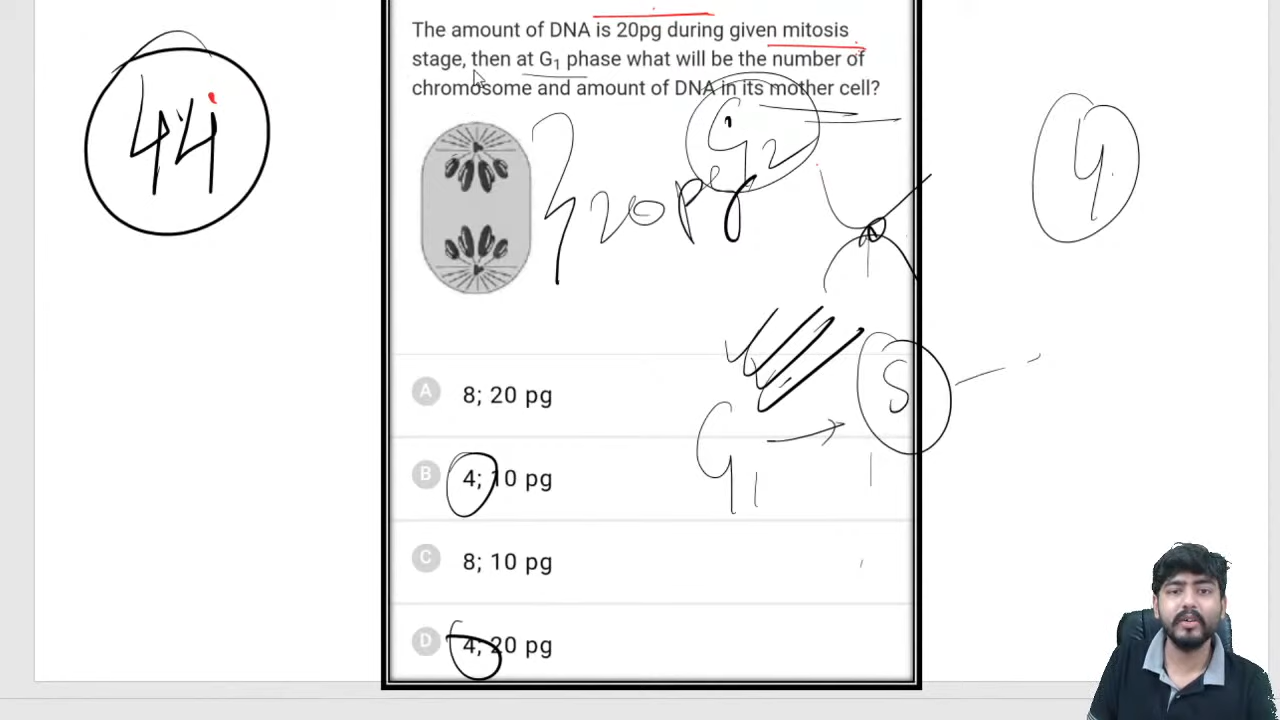 The amount of DNA is 20pg during given mitosis
stage, then at G₁ phase what will be the number of
chromosome and amount of DNA in its mother cell?
44
G2
20 pg
4
A 8; 20 pg
S
B 4; 10 pg
G1
C 8; 10 pg
D 4; 20 pg